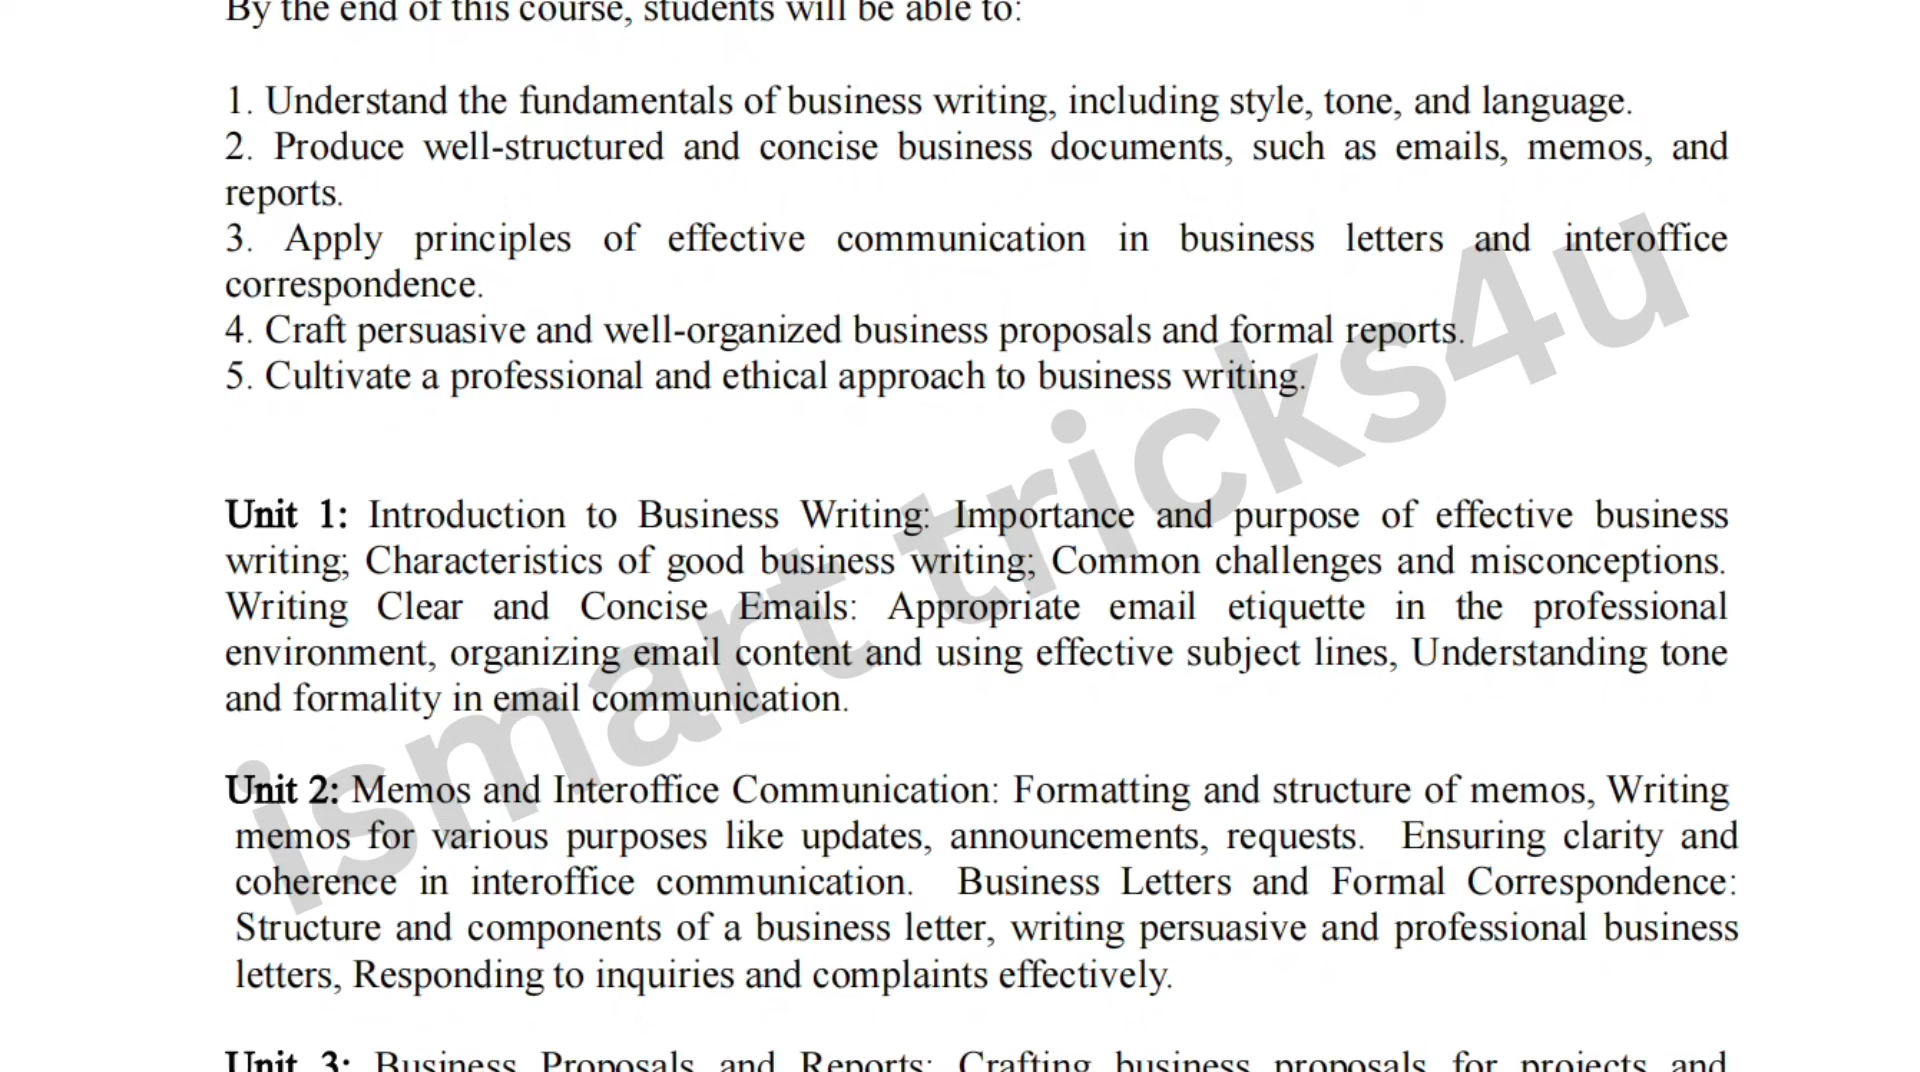 By the end of this course, students will be able to:
1. Understand the fundamentals of business writing, including style, tone, and language.
2. Produce well-structured and concise business documents, such as emails, memos, and
reports.
3. Apply principles of effective communication in business letters and interoffice
correspondence.
4. Craft persuasive and well-organized business proposals and formal reports.
5. Cultivate a professional and ethical approach to business writing.
Unit 1: Introduction to Business Writing: Importance and purpose of effective business
writing; Characteristics of good business writing; Common challenges and misconceptions.
Writing Clear and Concise Emails: Appropriate email etiquette in the professional
environment, organizing email content and using effective subject lines, Understanding tone
and formality in email communication.
Unit 2: Memos and Interoffice Communication: Formatting and structure of memos, Writing
memos for various purposes like updates, announcements, requests. Ensuring clarity and
coherence in interoffice communication. Business Letters and Formal Correspondence:
Structure and components of a business letter, writing persuasive and professional business
letters, Responding to inquiries and complaints effectively.
Unit 3: Business Proposals and Reports: Crafting business proposals for projects and
ismart tricks4u